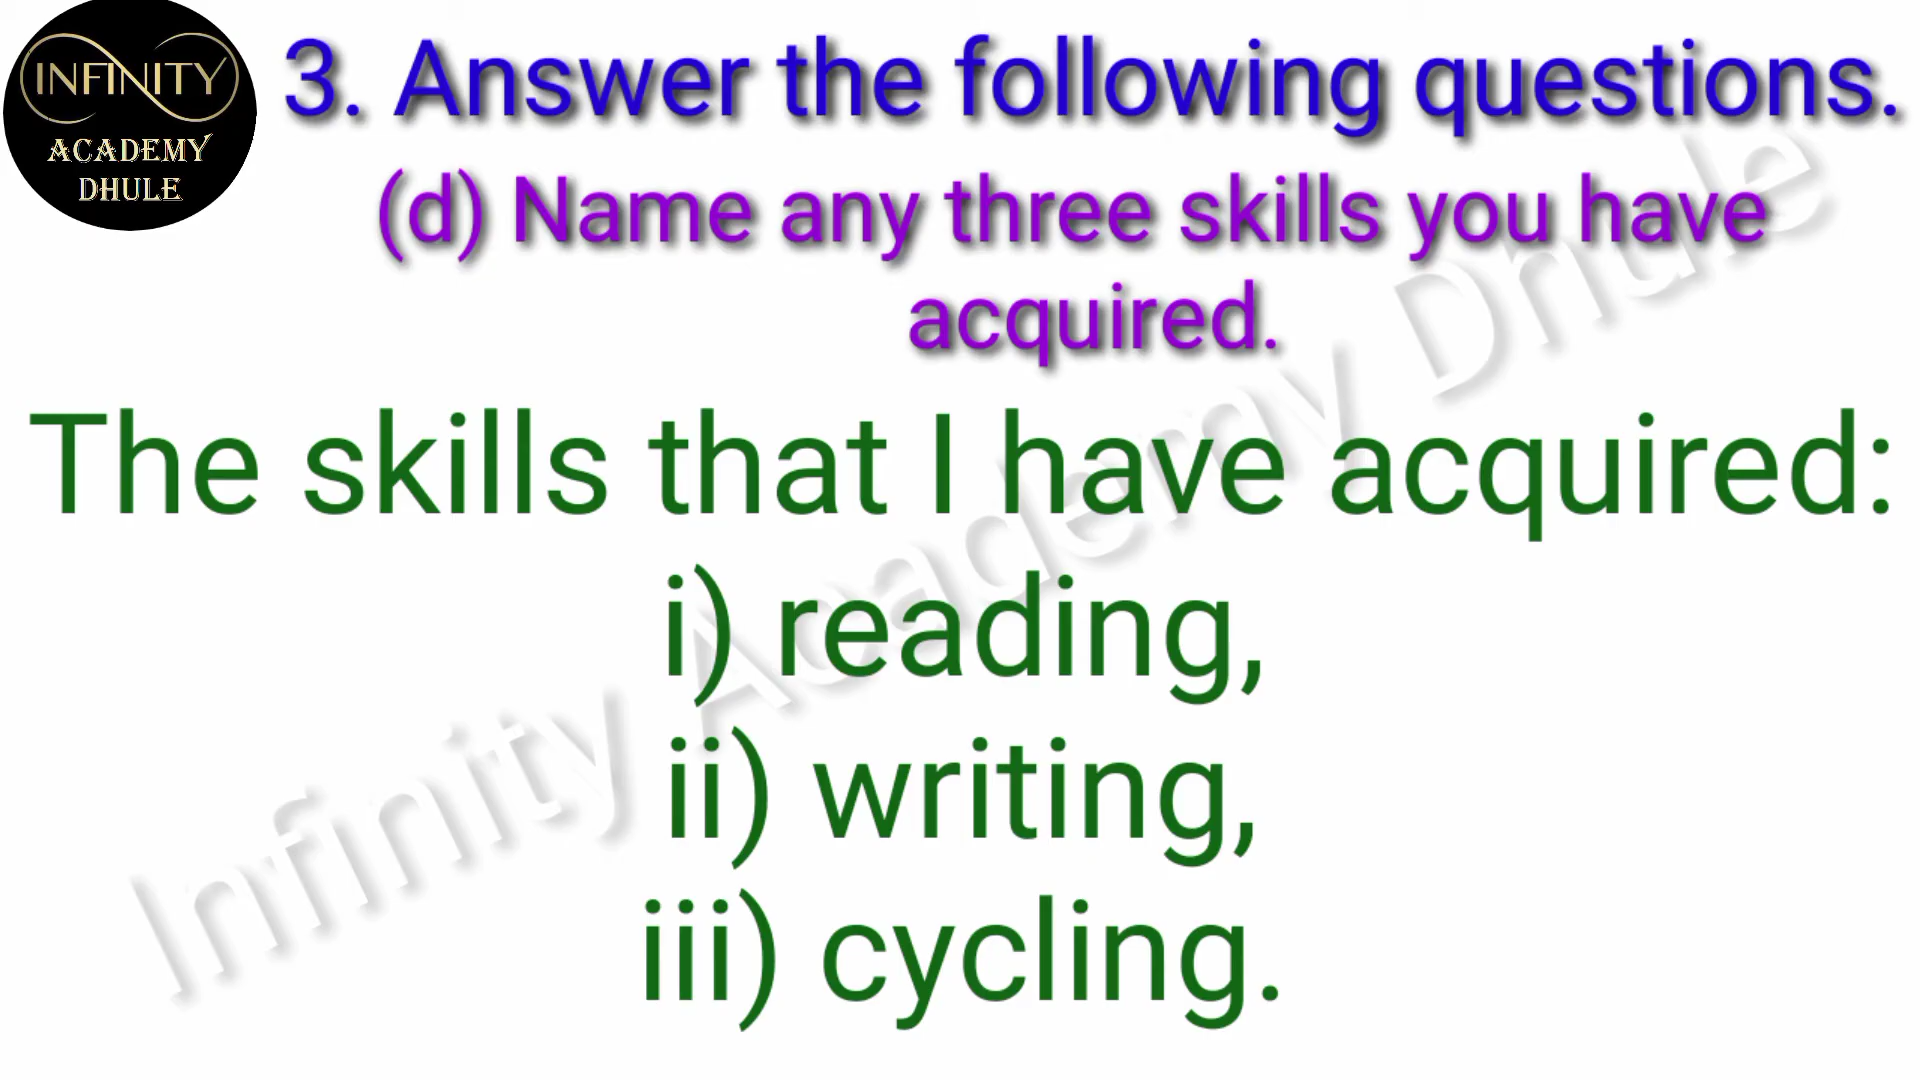 INFINITY
ACADEMY
DHULE
3. Answer the following questions.
(d) Name any three skills you have
acquired.
The skills that I have acquired:
i) reading,
ii) writing,
iii) cycling.
Infinity Academy Dhule